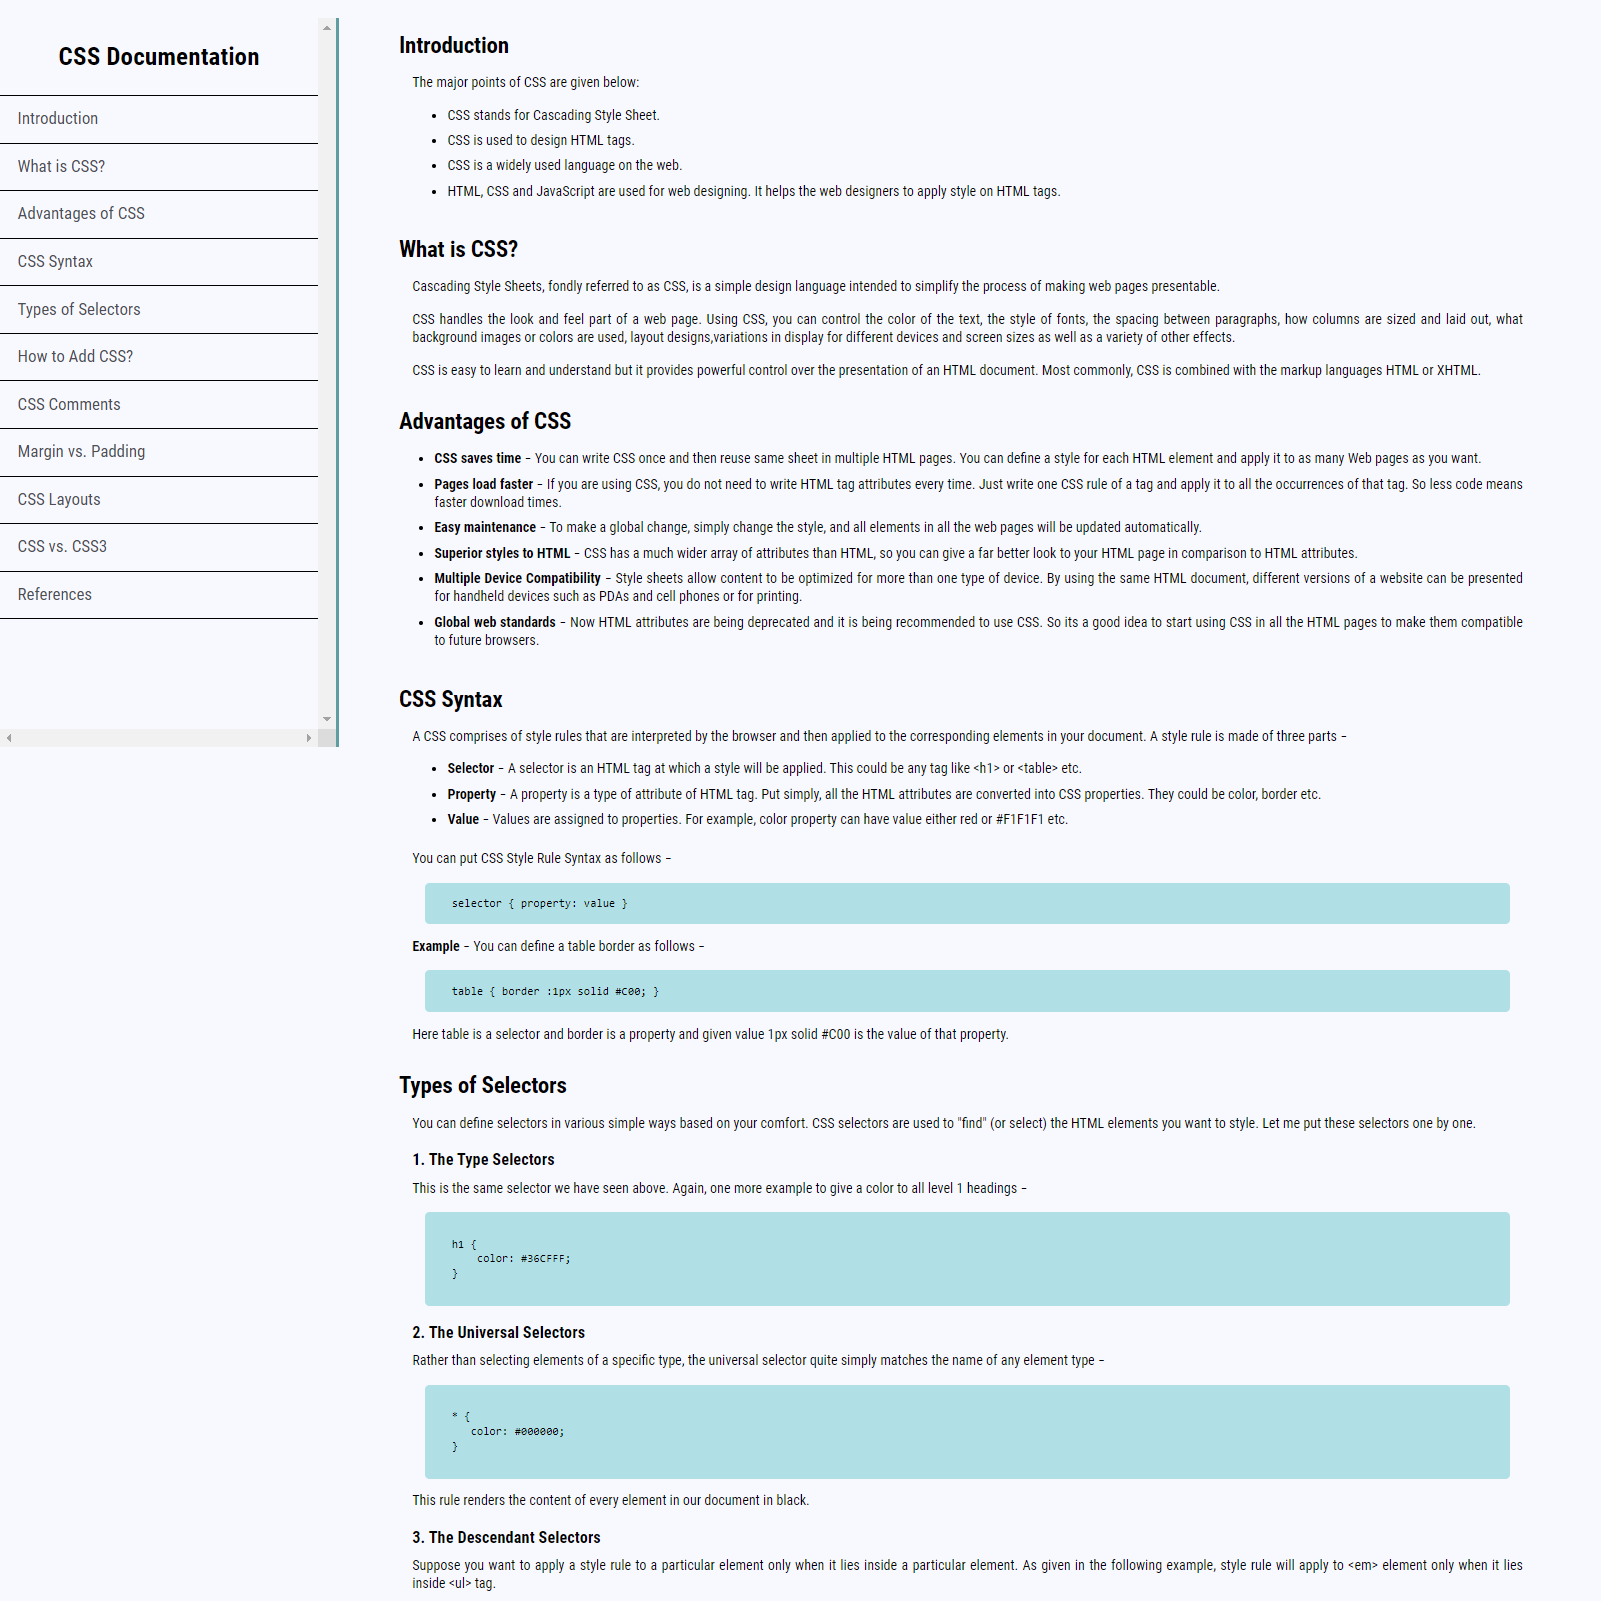 CSS Documentation
Introduction
What is CSS?
Advantages of CSS
CSS Syntax
Types of Selectors
How to Add CSS?
CSS Comments
Margin vs. Padding
CSS Layouts
CSS vs. CSS3
References
Introduction
The major points of CSS are given below:
• CSS stands for Cascading Style Sheet.
• CSS is used to design HTML tags.
• CSS is a widely used language on the web.
• HTML, CSS and JavaScript are used for web designing. It helps the web designers to apply style on HTML tags.
What is CSS?
Cascading Style Sheets, fondly referred to as CSS, is a simple design language intended to simplify the process of making web pages presentable.
CSS handles the look and feel part of a web page. Using CSS, you can control the color of the text, the style of fonts, the spacing between paragraphs, how columns are sized and laid out, what
background images or colors are used, layout designs,variations in display for different devices and screen sizes as well as a variety of other effects.
CSS is easy to learn and understand but it provides powerful control over the presentation of an HTML document. Most commonly, CSS is combined with the markup languages HTML or XHTML.
Advantages of CSS
• CSS saves time − You can write CSS once and then reuse same sheet in multiple HTML pages. You can define a style for each HTML element and apply it to as many Web pages as you want.
• Pages load faster − If you are using CSS, you do not need to write HTML tag attributes every time. Just write one CSS rule of a tag and apply it to all the occurrences of that tag. So less code means
faster download times.
• Easy maintenance − To make a global change, simply change the style, and all elements in all the web pages will be updated automatically.
• Superior styles to HTML − CSS has a much wider array of attributes than HTML, so you can give a far better look to your HTML page in comparison to HTML attributes.
• Multiple Device Compatibility − Style sheets allow content to be optimized for more than one type of device. By using the same HTML document, different versions of a website can be presented
for handheld devices such as PDAs and cell phones or for printing.
• Global web standards − Now HTML attributes are being deprecated and it is being recommended to use CSS. So its a good idea to start using CSS in all the HTML pages to make them compatible
to future browsers.
CSS Syntax
A CSS comprises of style rules that are interpreted by the browser and then applied to the corresponding elements in your document. A style rule is made of three parts −
• Selector − A selector is an HTML tag at which a style will be applied. This could be any tag like <h1> or <table> etc.
• Property − A property is a type of attribute of HTML tag. Put simply, all the HTML attributes are converted into CSS properties. They could be color, border etc.
• Value − Values are assigned to properties. For example, color property can have value either red or #F1F1F1 etc.
You can put CSS Style Rule Syntax as follows −
selector { property: value }
Example − You can define a table border as follows −
table { border :1px solid #C00; }
Here table is a selector and border is a property and given value 1px solid #C00 is the value of that property.
Types of Selectors
You can define selectors in various simple ways based on your comfort. CSS selectors are used to "find" (or select) the HTML elements you want to style. Let me put these selectors one by one.
1. The Type Selectors
This is the same selector we have seen above. Again, one more example to give a color to all level 1 headings −
h1 {
color: #36CFFF;
}
2. The Universal Selectors
Rather than selecting elements of a specific type, the universal selector quite simply matches the name of any element type −
* {
color: #000000;
}
This rule renders the content of every element in our document in black.
3. The Descendant Selectors
Suppose you want to apply a style rule to a particular element only when it lies inside a particular element. As given in the following example, style rule will apply to <em> element only when it lies
inside <ul> tag.